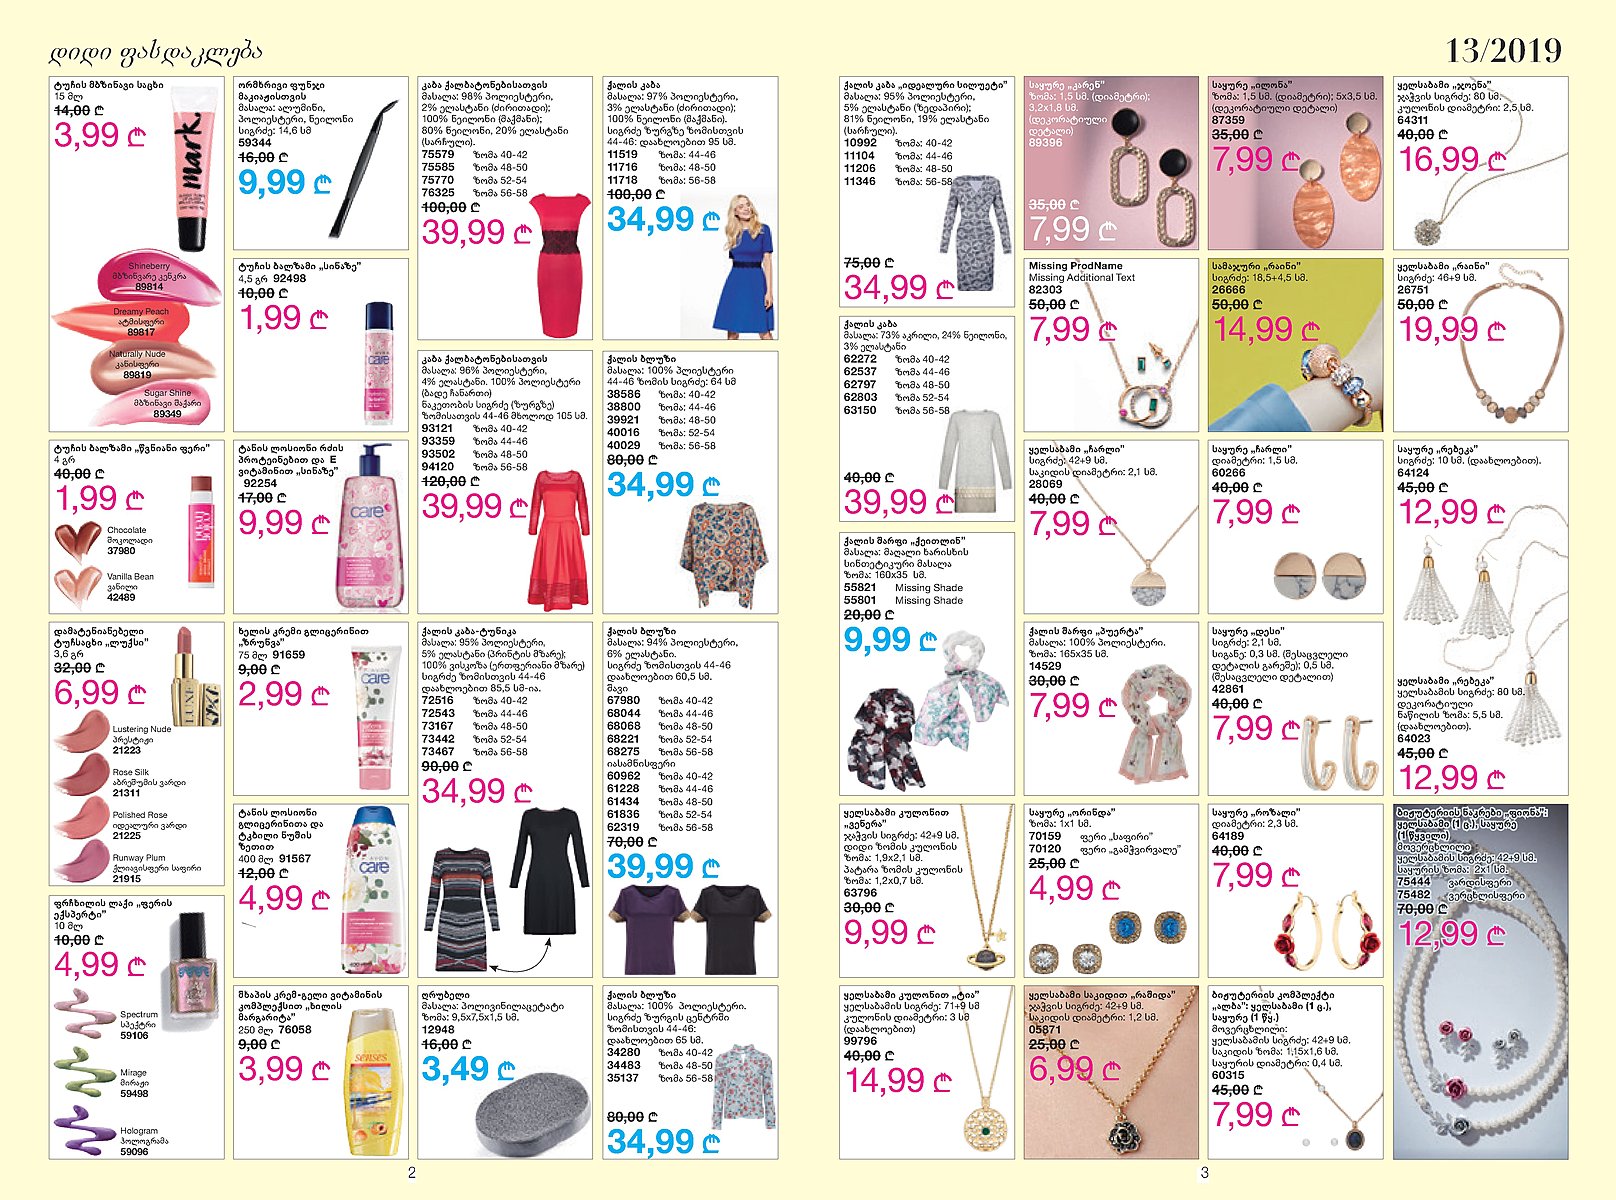 დიდი ფასდაკლება
13/2019
ტუჩის მბზინავი საცხი
15 მლ
14,00 ₾
3,99 ₾
mark.
Shineberry
მბზინვარე კენკრა
89814
Dreamy Peach
ატმისფერი
89817
Naturally Nude
კანისფერი
89819
Sugar Shine
მბზინავი შაქარი
89349
ორმხრივი ფუნჯი
მაკიაჟისთვის
მასალა: ალუმინი,
პოლიესტერი, ნეილონი
სიგრძე: 14,6 სმ
59344
16,00 ₾
9,99 ₾
ტუჩის ბალზამი „სინაზე”
4,5 გრ 92498
10,00 ₾
1,99 ₾
care
კაბა ქალბატონებისათვის
მასალა: 98% პოლიესტერი,
2% ელასტანი (ძირითადი);
100% ნეილონი (მაქმანი);
80% ნეილონი, 20% ელასტანი
(სარჩული).
75579 ზომა 40-42
75585 ზომა 48-50
75770 ზომა 52-54
76325 ზომა 56-58
100,00 ₾
39,99 ₾
ქალის კაბა
მასალა: 97% პოლიესტერი,
3% ელასტანი (ძირითადი);
100% ნეილონი (მაქმანი).
სიგრძე ზურგზე ზომისთვის
44-46: დაახლოებით 95 სმ.
11519 ზომა: 44-46
11716 ზომა: 48-50
11718 ზომა: 56-58
100,00 ₾
34,99 ₾
ტუჩის ბალზამი „წვნიანი ფერი”
4 გრ
40,00 ₾
1,99 ₾
Chocolate
შოკოლადი
37980
Vanilla Bean
ვანილი
42489
ტანის ლოსიონი რძის
პროტეინებით და E
ვიტამინით „სინაზე”
92254
17,00 ₾
9,99 ₾
care
კაბა ქალბატონებისათვის
მასალა: 96% პოლიესტერი,
4% ელასტანი. 100% პოლიესტერი
(ბადე ჩანართი)
ნაკეთობის სიგრძე (ზურგზე)
ზომისათვის 44-46 მხოლოდ 105 სმ.
93121 ზომა 40-42
93359 ზომა 44-46
93502 ზომა 48-50
94120 ზომა 56-58
120,00 ₾
39,99 ₾
ქალის ბლუზი
მასალა: 100% პლიესტერი
44-46 ზომის სიგრძე: 64 სმ
38586 ზომა: 40-42
38800 ზომა: 44-46
39921 ზომა: 48-50
40016 ზომა: 52-54
40029 ზომა: 56-58
80,00 ₾
34,99 ₾
დამატენიანებელი
ტუჩსაცხი „ლუქსი”
3,6 გრ
32,00 ₾
6,99 ₾
LUXE
Lustering Nude
პრესტიჟი
21223
Rose Silk
აბრეშუმის ვარდი
21311
Polished Rose
იდეალური ვარდი
21225
Runway Plum
ქლიავისფერი საფირი
21915
ხელის კრემი გლიცერინით
„ზრუნვა”
75 მლ 91659
9,00 ₾
2,99 ₾
care
ტანის ლოსიონი
გლიცერინითა და
ტკბილი ნუშის
ზეთით
400 მლ 91567
12,00 ₾
4,99 ₾
AVON
care
ქალის კაბა-ტუნიკა
მასალა: 95% პოლიესტერი,
5% ელასტანი (პრინტის მხარე);
100% ვისკოზა (ერთფერიანი მხარე)
სიგრძე ზომისთვის 44-46
დაახლოებით 85,5 სმ-ია.
72516 ზომა 40-42
72543 ზომა 44-46
73167 ზომა 48-50
73442 ზომა 52-54
73467 ზომა 56-58
90,00 ₾
34,99 ₾
ქალის ბლუზი
მასალა: 94% პოლიესტერი,
6% ელასტანი.
სიგრძე ზომისთვის 44-46
დაახლოებით 60,5 სმ.
შავი
67980 ზომა 40-42
68044 ზომა 44-46
68068 ზომა 48-50
68221 ზომა 52-54
68275 ზომა 56-58
იასამნისფერი
60962 ზომა 40-42
61228 ზომა 44-46
61434 ზომა 48-50
61836 ზომა 52-54
62319 ზომა 56-58
70,00 ₾
39,99 ₾
ფრჩხილის ლაქი „ფერის
ექსპერტი”
10 მლ
10,00 ₾
4,99 ₾
Spectrum
სპექტრი
59106
Mirage
მირაჟი
59498
Hologram
ჰოლოგრამა
59096
შხაპის კრემ-გელი ვიტამინის
კომპლექსით „ხილის
მარგარიტა”
250 მლ 76058
9,00 ₾
3,99 ₾
senses
ღრუბელი
მასალა: პოლივინილაცეტატი
ზომა: 9,5x7,5x1,5 სმ.
12948
16,00 ₾
3,49 ₾
ქალის ბლუზი
მასალა: 100% პოლიესტერი.
სიგრძე ზურგის ცენტრში
ზომისთვის 44-46:
დაახლოებით 65 სმ.
34280 ზომა 40-42
34483 ზომა 48-50
35137 ზომა 56-58
80,00 ₾
34,99 ₾
2
ქალის კაბა „იდეალური სილუეტი”
მასალა: 95% პოლიესტერი,
5% ელასტანი (ზედაპირი);
81% ნეილონი, 19% ელასტანი
(სარჩული).
10992 ზომა: 40-42
11104 ზომა: 44-46
11206 ზომა: 48-50
11346 ზომა: 56-58
75,00 ₾
34,99 ₾
ქალის კაბა
მასალა: 73% აკრილი, 24% ნეილონი,
3% ელასტანი
62272 ზომა 40-42
62537 ზომა 44-46
62797 ზომა 48-50
62803 ზომა 52-54
63150 ზომა 56-58
40,00 ₾
39,99 ₾
ქალის შარფი „ქეითლინ”
მასალა: მაღალი ხარისხის
სინთეტიკური მასალა
ზომა: 160x35 სმ.
55821 Missing Shade
55801 Missing Shade
20,00 ₾
9,99 ₾
საყურე „კარენ”
ზომა: 1,5 სმ. (დიამეტრი);
3,2x1,8 სმ.
(დეკორატიული
დეტალი)
89396
35,00 ₾
7,99 ₾
საყურე „ილონა”
ზომა: 1,5 სმ. (დიამეტრი); 5x3,5 სმ.
(დეკორატიული დეტალი)
87359
35,00 ₾
7,99 ₾
ყელსაბამი „ჯოენა”
ჯაჭვის სიგრძე: 80 სმ.
კულონის დიამეტრი: 2,5 სმ.
64311
40,00 ₾
16,99 ₾
Missing ProdName
Missing Additional Text
82303
50,00 ₾
7,99 ₾
სამაჯური „რაინი”
სიგრძე: 18,5+4,5 სმ.
26666
50,00 ₾
14,99 ₾
ყელსაბამი „რაინი”
სიგრძე: 46+9 სმ.
26751
50,00 ₾
19,99 ₾
ყელსაბამი „ჩარლი”
სიგრძე: 42+9 სმ.
საკიდის დიამეტრი: 2,1 სმ.
28069
40,00 ₾
7,99 ₾
საყურე „ჩარლი”
დიამეტრი: 1,5 სმ.
60266
40,00 ₾
7,99 ₾
საყურე „რებეკა”
სიგრძე: 10 სმ. (დაახლოებით).
64124
45,00 ₾
12,99 ₾
ყელსაბამი „რებეკა”
ყელსაბამის სიგრძე: 80 სმ.
დეკორატიული
ნაწილის ზომა: 5,5 სმ.
(დაახლოებით).
64023
45,00 ₾
12,99 ₾
ქალის შარფი „პუერტა”
მასალა: 100% პოლიესტერი.
ზომა: 165x35 სმ.
14529
30,00 ₾
7,99 ₾
საყურე „დესი”
სიგრძე: 2,1 სმ.
სიგანე: 0,3 სმ. (შესაცვლელი
დეტალის გარეშე); 0,5 სმ.
(შესაცვლელი დეტალით)
42861
40,00 ₾
7,99 ₾
ყელსაბამი კულონით
„ვენერა”
ჯაჭვის სიგრძე: 42+9 სმ.
დიდი ზომის კულონის
ზომა: 1,9x2,1 სმ.
პატარა ზომის კულონის
ზომა: 1,2x0,7 სმ.
63796
30,00 ₾
9,99 ₾
საყურე „ორინდა”
ზომა: 1x1 სმ.
70159 ფერი „საფირი”
70120 ფერი „გამჭვირვალე”
25,00 ₾
4,99 ₾
საყურე „როზალი”
დიამეტრი: 2,3 სმ.
64189
40,00 ₾
7,99 ₾
ბიჟუტერიის ნაკრები „ფიონა”:
ყელსაბამი (1 ც.), საყურე
(1 წყვილი)
მოვერცხლილი
ყელსაბამის სიგრძე: 42+9 სმ.
საყურის ზომა: 2x1 სმ.
75444 ვარდისფერი
75482 ვერცხლისფერი
70,00 ₾
12,99 ₾
ყელსაბამი კულონით „ტია”
ყელსაბამის სიგრძე: 71+9 სმ
კულონის დიამეტრი: 3 სმ
(დაახლოებით)
99796
40,00 ₾
14,99 ₾
ყელსაბამი საკიდით „რამიდა”
ჯაჭვის სიგრძე: 42+9 სმ.
საკიდის დიამეტრი: 1,2 სმ.
05871
25,00 ₾
6,99 ₾
ბიჟუტერიის კომპლექტი
„ალბა”: ყელსაბამი (1 ც.),
საყურე (1 წყ.)
მოვერცხლილი:
ყელსაბამის სიგრძე: 42+9 სმ.
საკიდის ზომა: 1,15x1,6 სმ.
საყურის დიამეტრი: 0,4 სმ.
60315
45,00 ₾
7,99 ₾
3